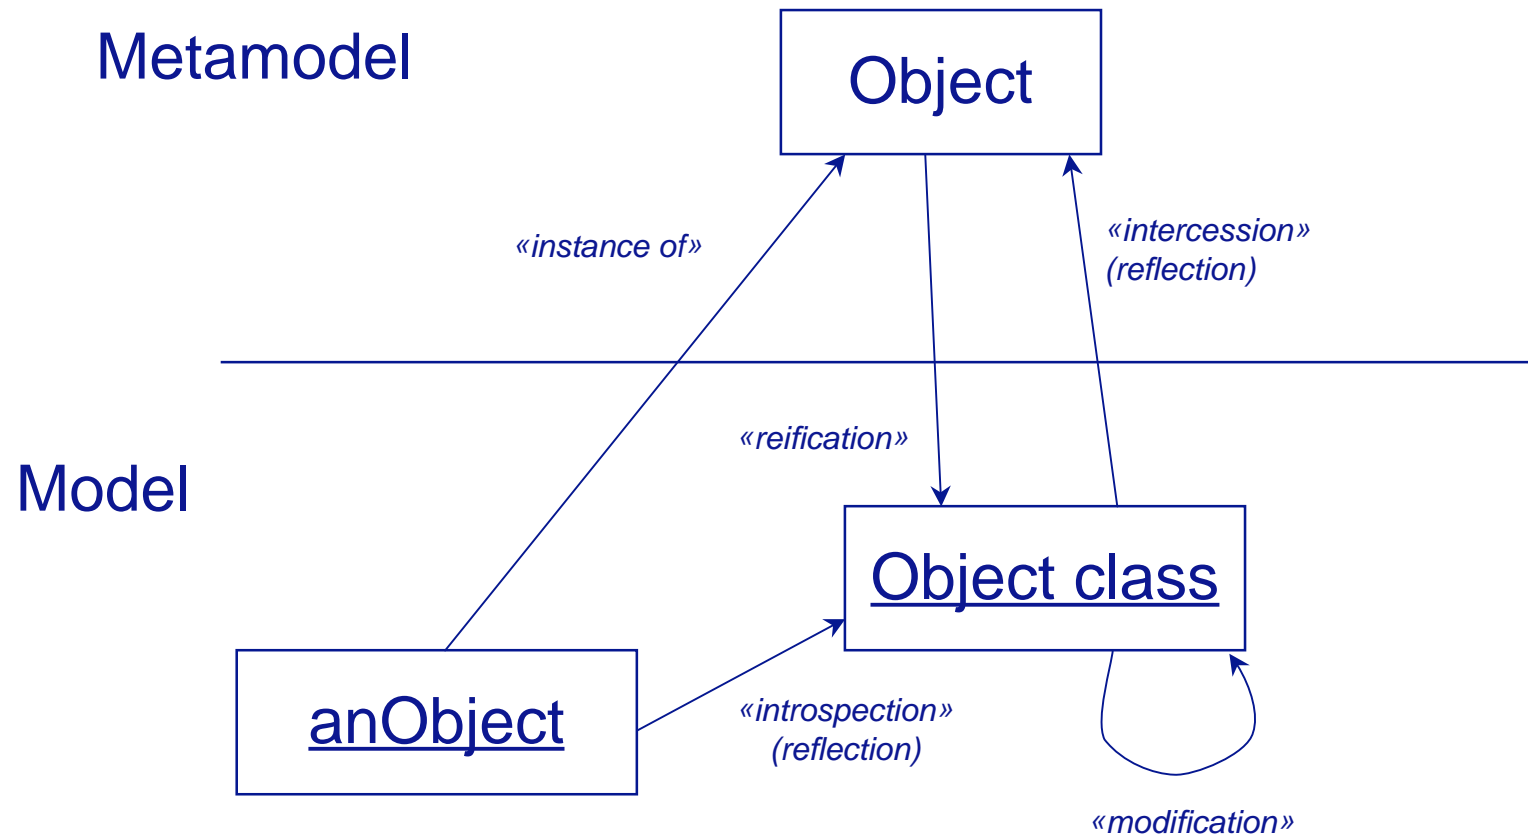 Metamodel
Object
«instance of»
«intercession»
(reflection)
«reification»
Model
Object class
anObject
«introspection»
(reflection)
«modification»